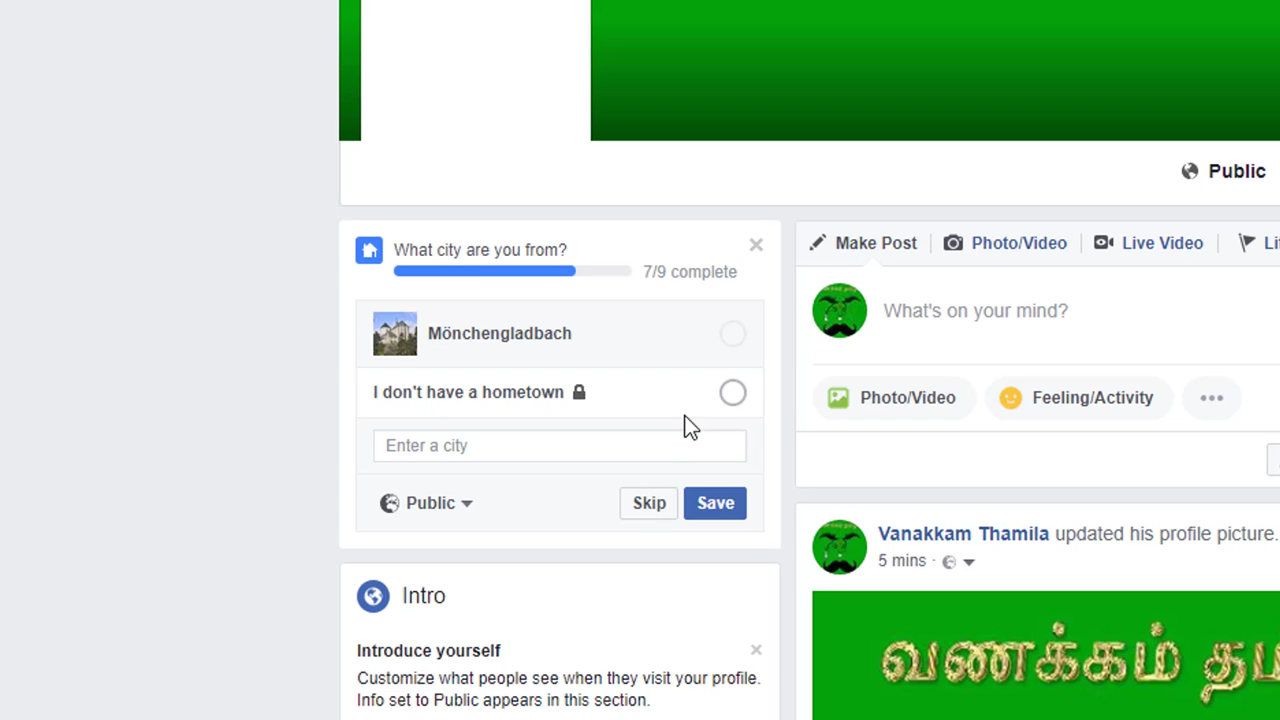 Public
What city are you from?
7/9 complete
Mönchengladbach
I don't have a hometown
Enter a city
Public
Skip
Save
Intro
Introduce yourself
Customize what people see when they visit your profile.
Info set to Public appears in this section.
Make Post
Photo/Video
Live Video
Li
What's on your mind?
Photo/Video
Feeling/Activity
Vanakkam Thamila updated his profile picture.
5 mins ·
வணக்கம் தம